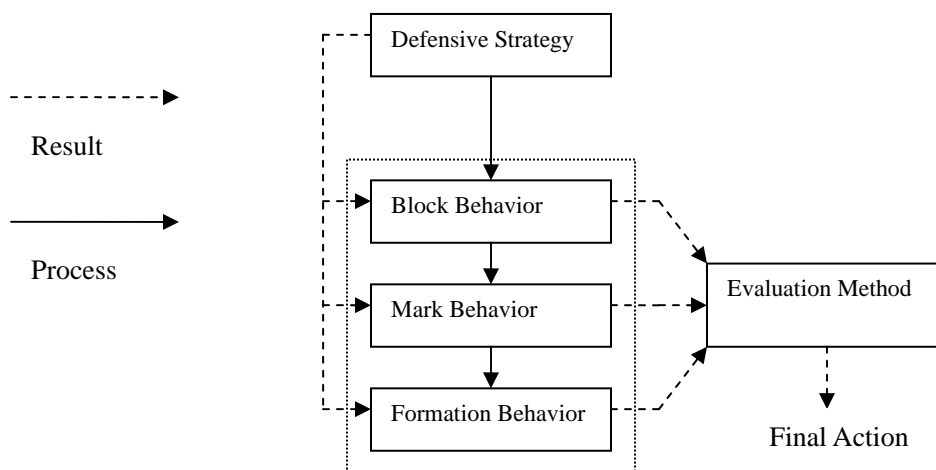 Defensive Strategy
Result
Block Behavior
Process
Evaluation Method
Mark Behavior
Formation Behavior
Final Action